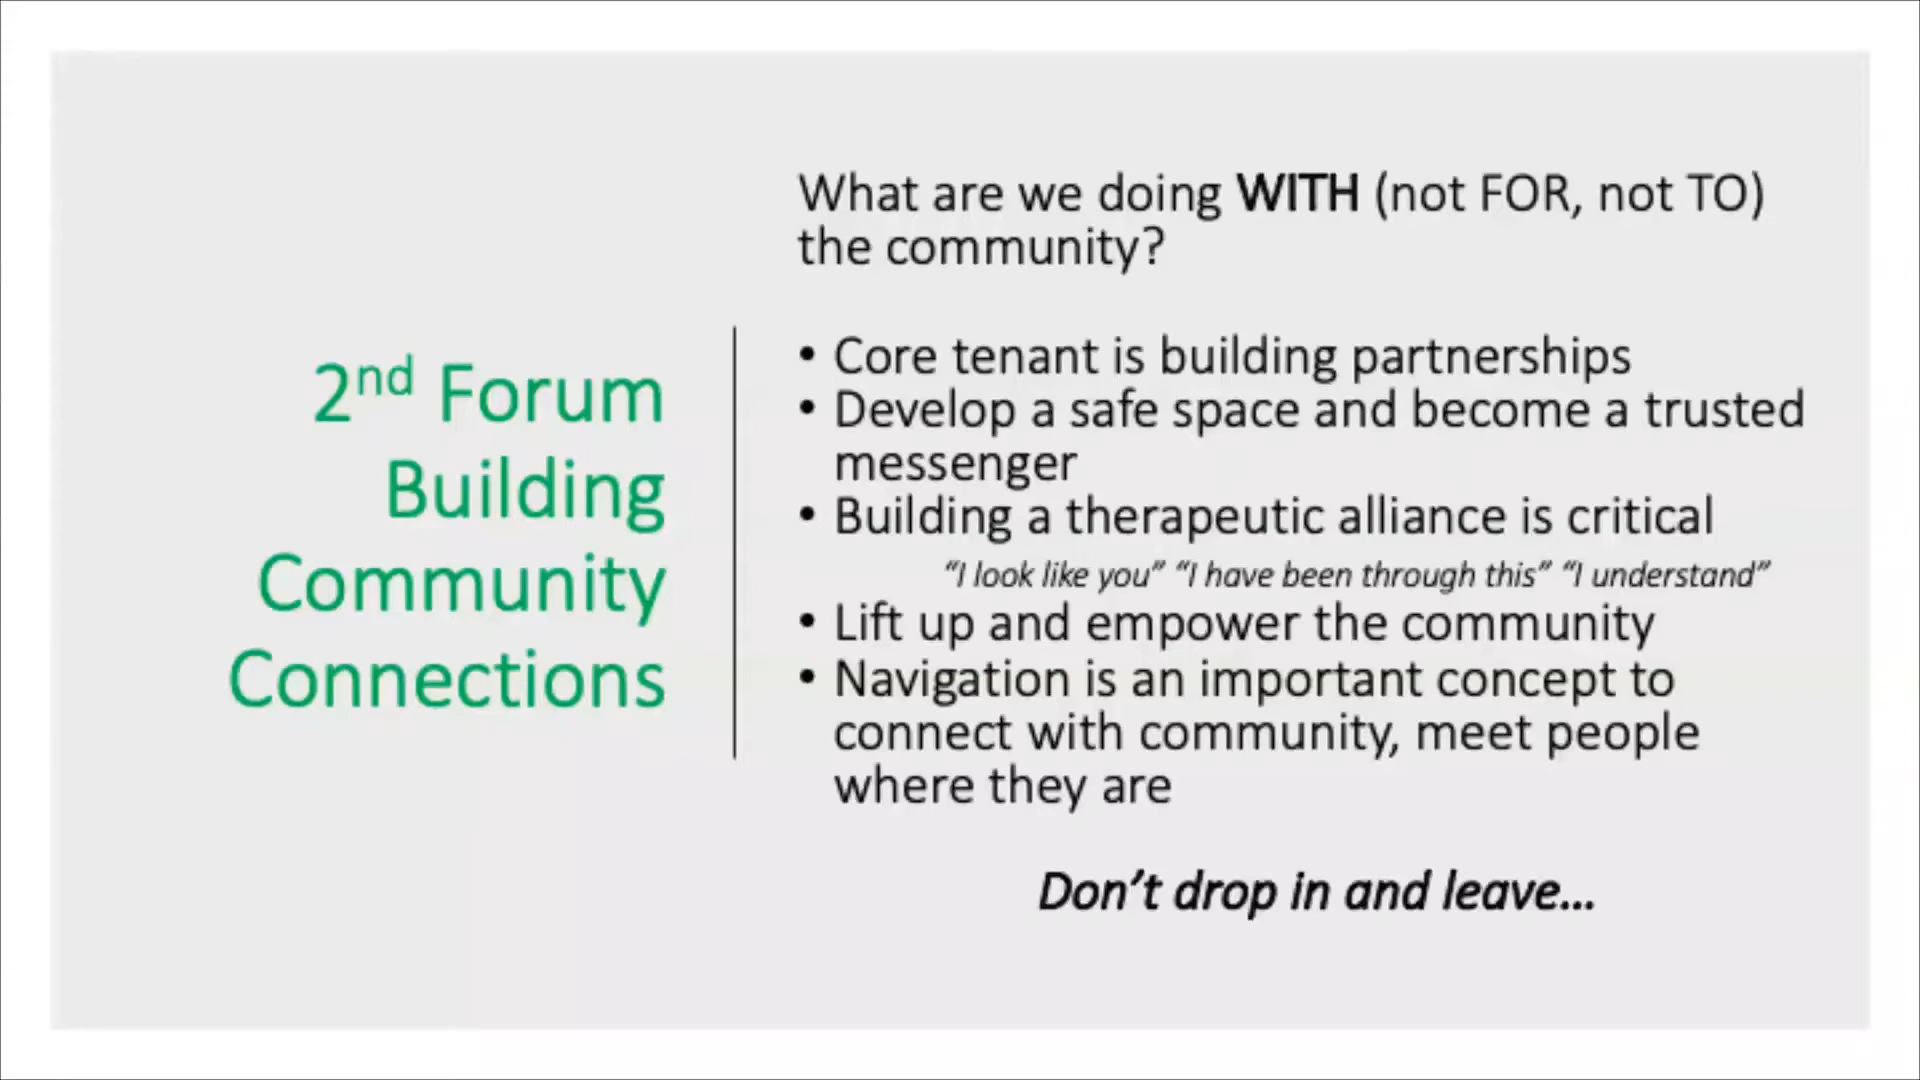 2nd Forum
Building
Community
Connections
What are we doing WITH (not FOR, not TO)
the community?
• Core tenant is building partnerships
• Develop a safe space and become a trusted
messenger
• Building a therapeutic alliance is critical
“I look like you” “I have been through this” “I understand”
• Lift up and empower the community
• Navigation is an important concept to
connect with community, meet people
where they are
Don’t drop in and leave...